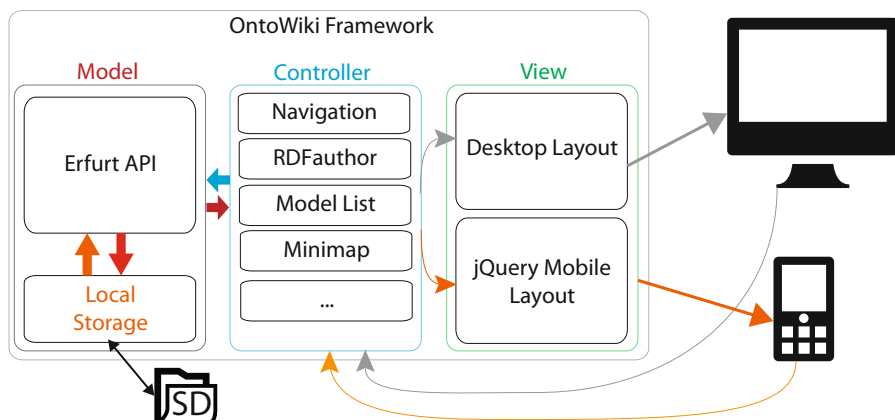 OntoWiki Framework
Model
Controller
View
Erfurt API
Local
Storage
Navigation
RDFauthor
Model List
Minimap
...
Desktop Layout
jQuery Mobile
Layout
JSD